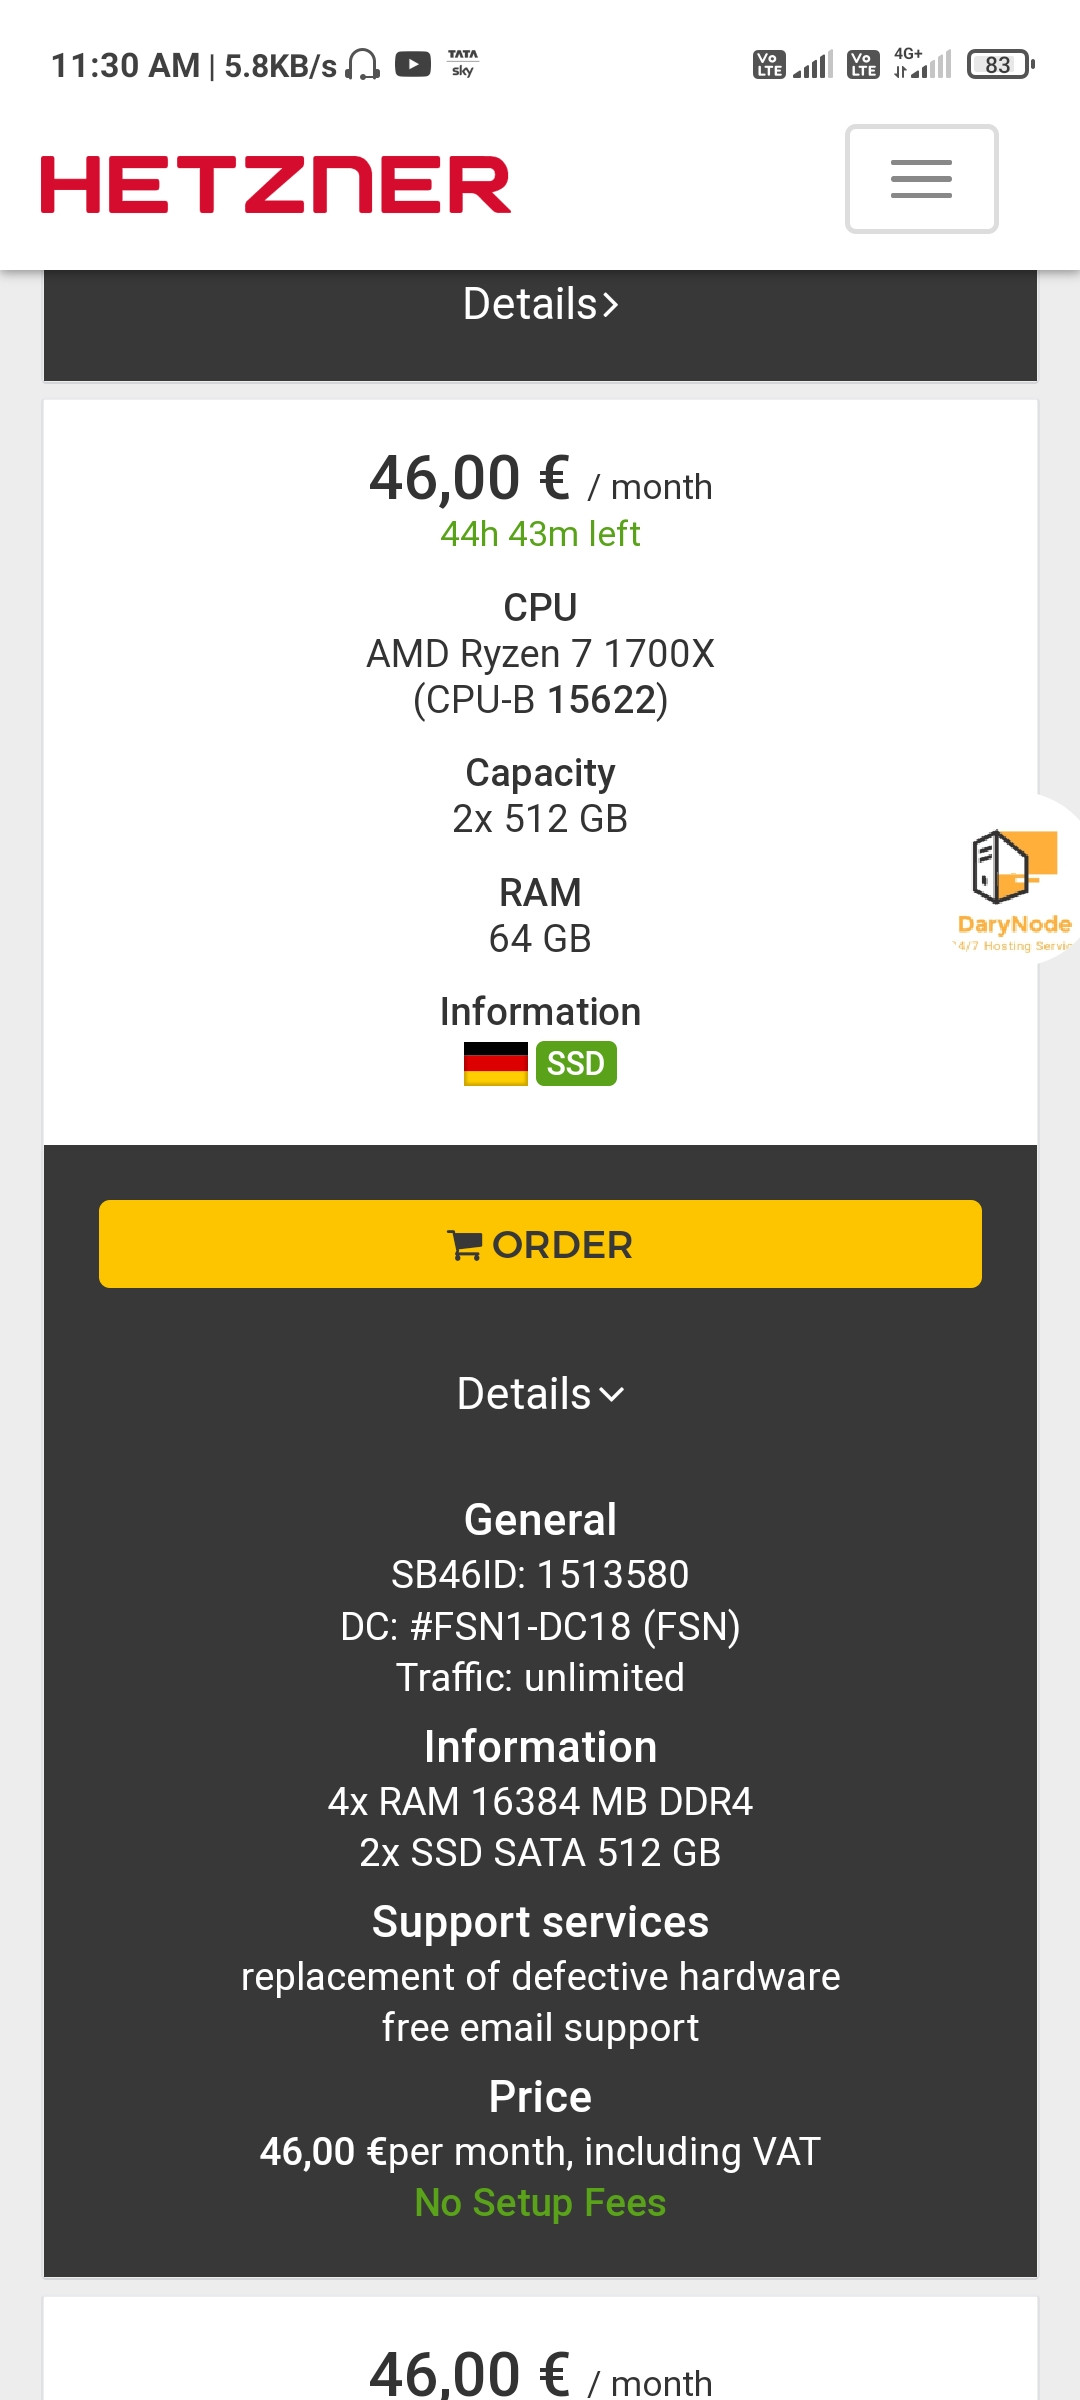 11:30 AM | 5.8KB/s TATA sky Vo LTE Vo LTE 4G+ 83
HETZNER
Details
46,00 € / month
44h 43m left
CPU
AMD Ryzen 7 1700X
(CPU-B 15622)
Capacity
2x 512 GB
RAM
64 GB
DaryNode
4/7 Hosting Servic
Information
SSD
ORDER
Details
General
SB46ID: 1513580
DC: #FSN1-DC18 (FSN)
Traffic: unlimited
Information
4x RAM 16384 MB DDR4
2x SSD SATA 512 GB
Support services
replacement of defective hardware
free email support
Price
46,00 €per month, including VAT
No Setup Fees
46,00 € / month